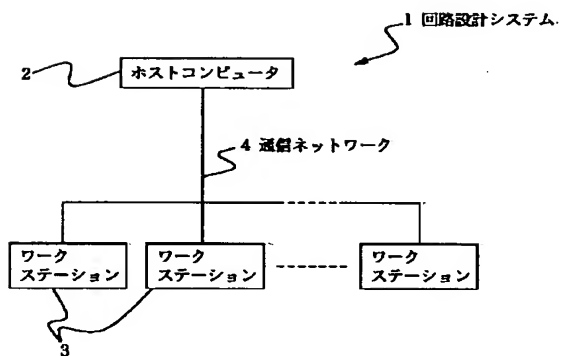 1 回路設計システム
2
ホストコンピュータ
4 通信ネットワーク
ワーク
ステーション
ワーク
ステーション
ワーク
ステーション
3